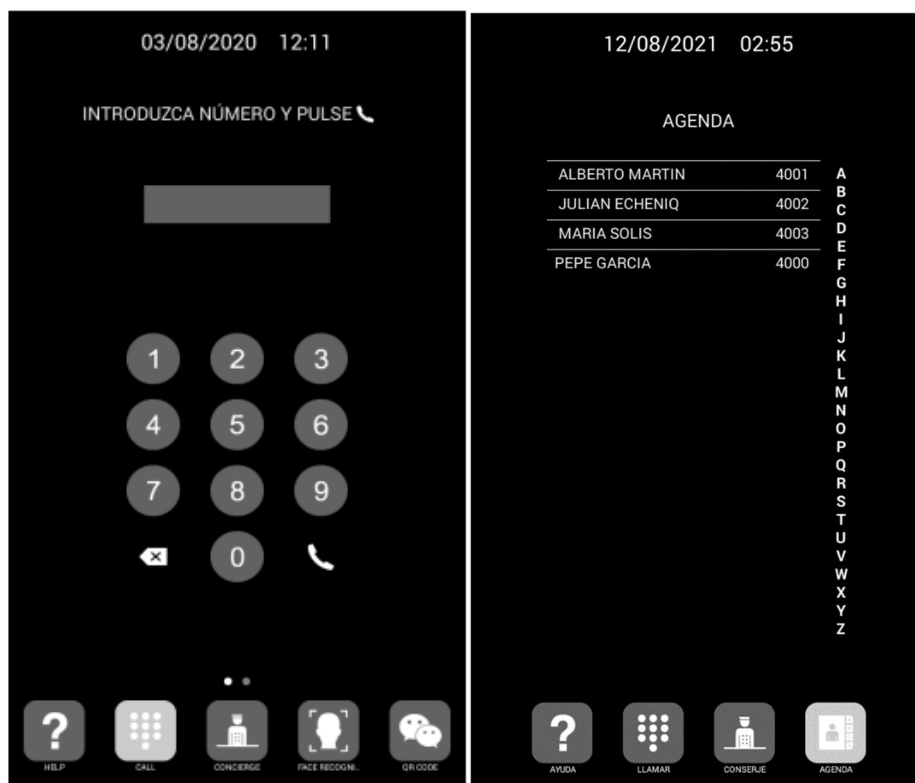 03/08/2020 12:11
INTRODUZCA NÚMERO Y PULSE
1 2 3
4 5 6
7 8 9
0
HELP CALL CONCIERGE FACE RECOGNI.. QR CODE
12/08/2021 02:55
AGENDA
ALBERTO MARTIN 4001
JULIAN ECHENIQ 4002
MARIA SOLIS 4003
PEPE GARCIA 4000
A
B
C
D
E
F
G
H
I
J
K
L
M
N
O
P
Q
R
S
T
U
V
W
X
Y
Z
AYUDA LLAMAR CONSERJE AGENDA